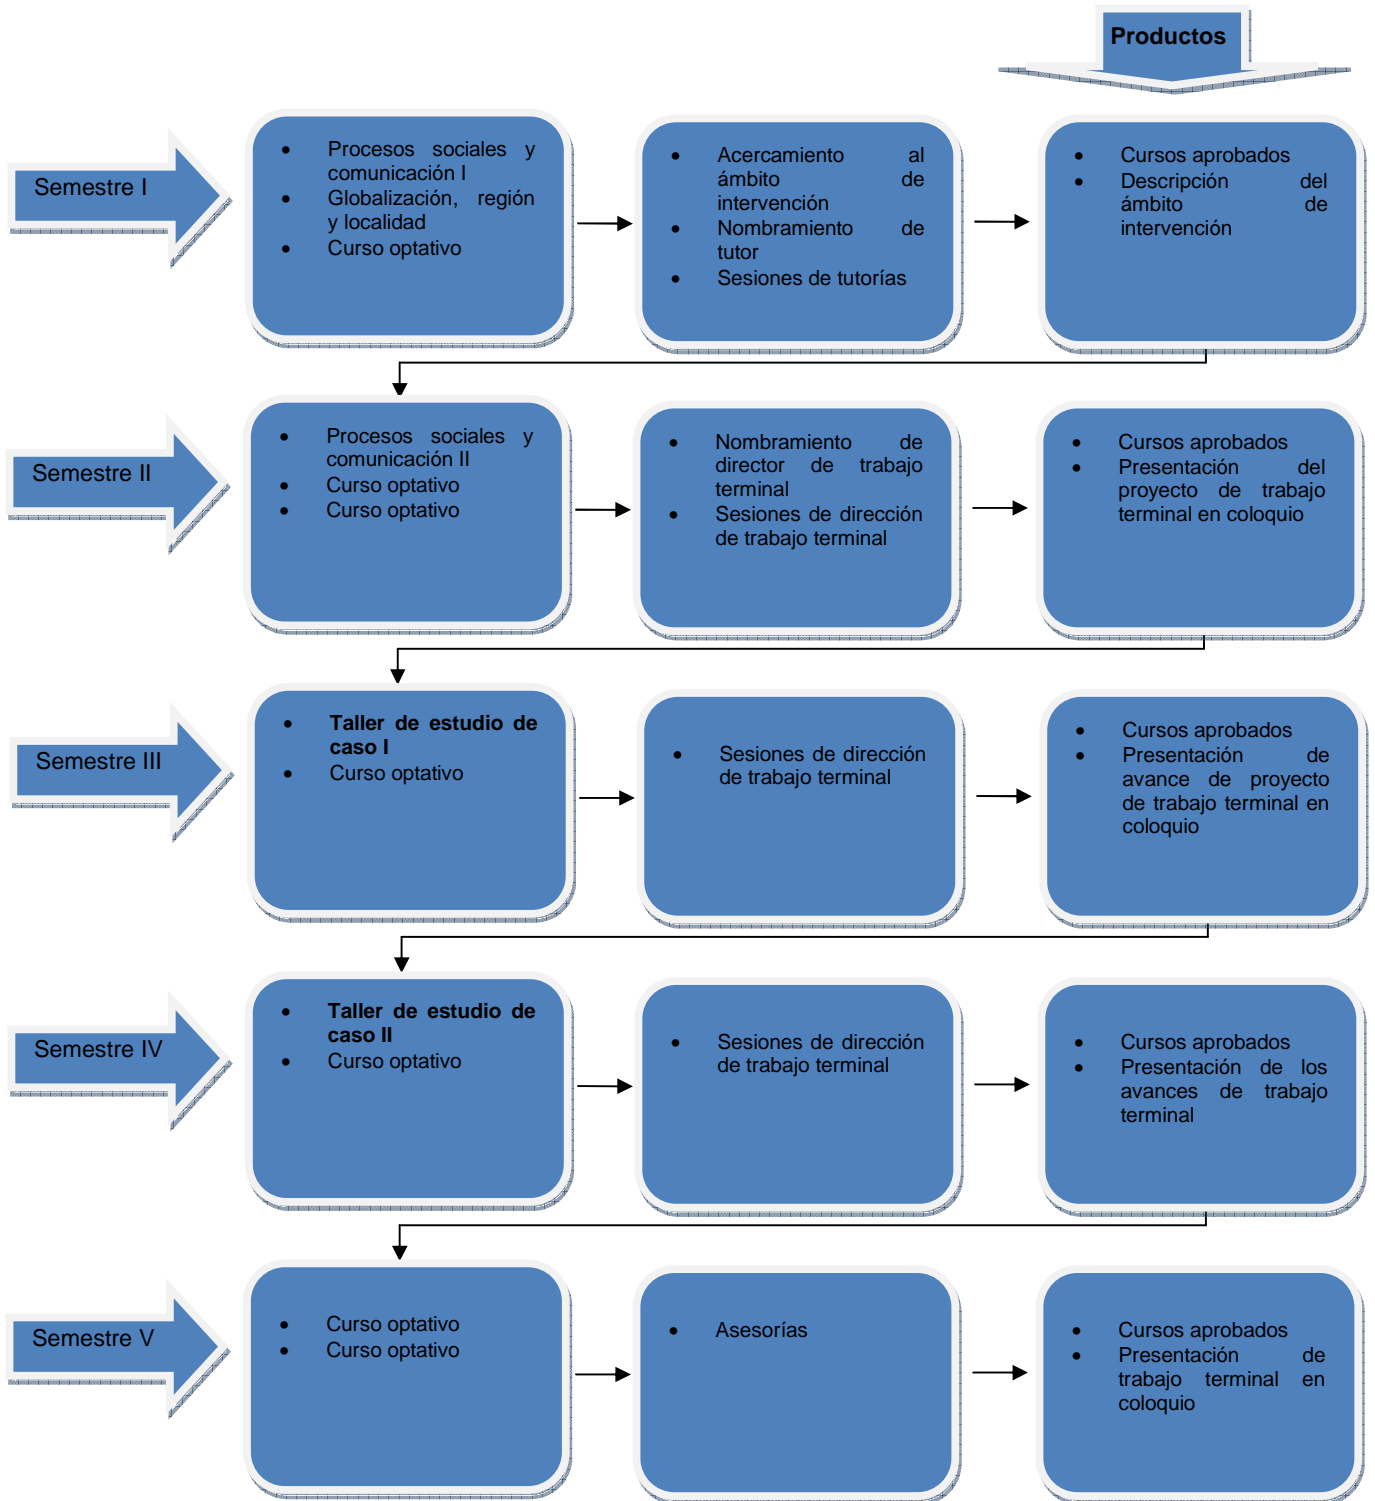 Productos
Semestre I
• Procesos sociales y
comunicación I
• Globalización, región
y localidad
• Curso optativo
• Acercamiento al
ámbito de
intervención
• Nombramiento de
tutor
• Sesiones de tutorías
• Cursos aprobados
• Descripción del
ámbito de
intervención
Semestre II
• Procesos sociales y
comunicación II
• Curso optativo
• Curso optativo
• Nombramiento de
director de trabajo
terminal
• Sesiones de dirección
de trabajo terminal
• Cursos aprobados
• Presentación del
proyecto de trabajo
terminal en coloquio
Semestre III
• Taller de estudio de
caso I
• Curso optativo
• Sesiones de dirección
de trabajo terminal
• Cursos aprobados
• Presentación de
avance de proyecto
de trabajo terminal en
coloquio
Semestre IV
• Taller de estudio de
caso II
• Curso optativo
• Sesiones de dirección
de trabajo terminal
• Cursos aprobados
• Presentación de los
avances de trabajo
terminal
Semestre V
• Curso optativo
• Curso optativo
• Asesorías
• Cursos aprobados
• Presentación de
trabajo terminal en
coloquio